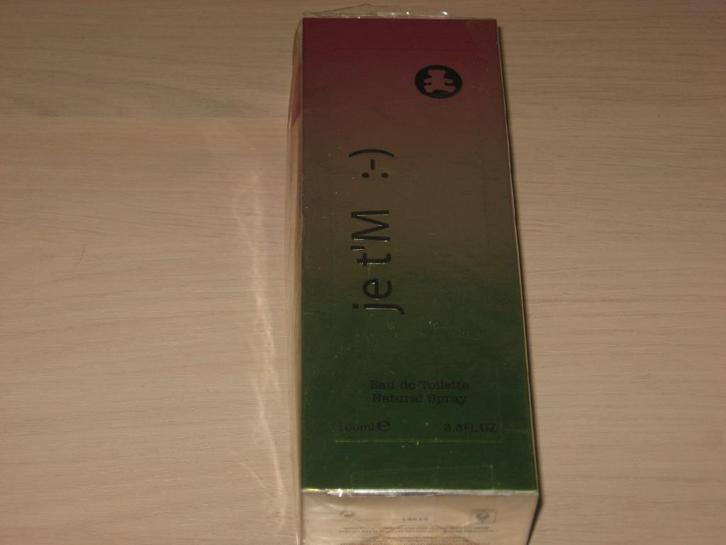 je t'M :-)
Eau de Toilette
Natural Spray
100ml℮ 3.3FL.OZ